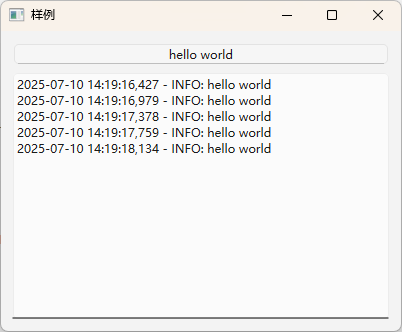 样例
hello world
2025-07-10 14:19:16,427 - INFO: hello world
2025-07-10 14:19:16,979 - INFO: hello world
2025-07-10 14:19:17,378 - INFO: hello world
2025-07-10 14:19:17,759 - INFO: hello world
2025-07-10 14:19:18,134 - INFO: hello world